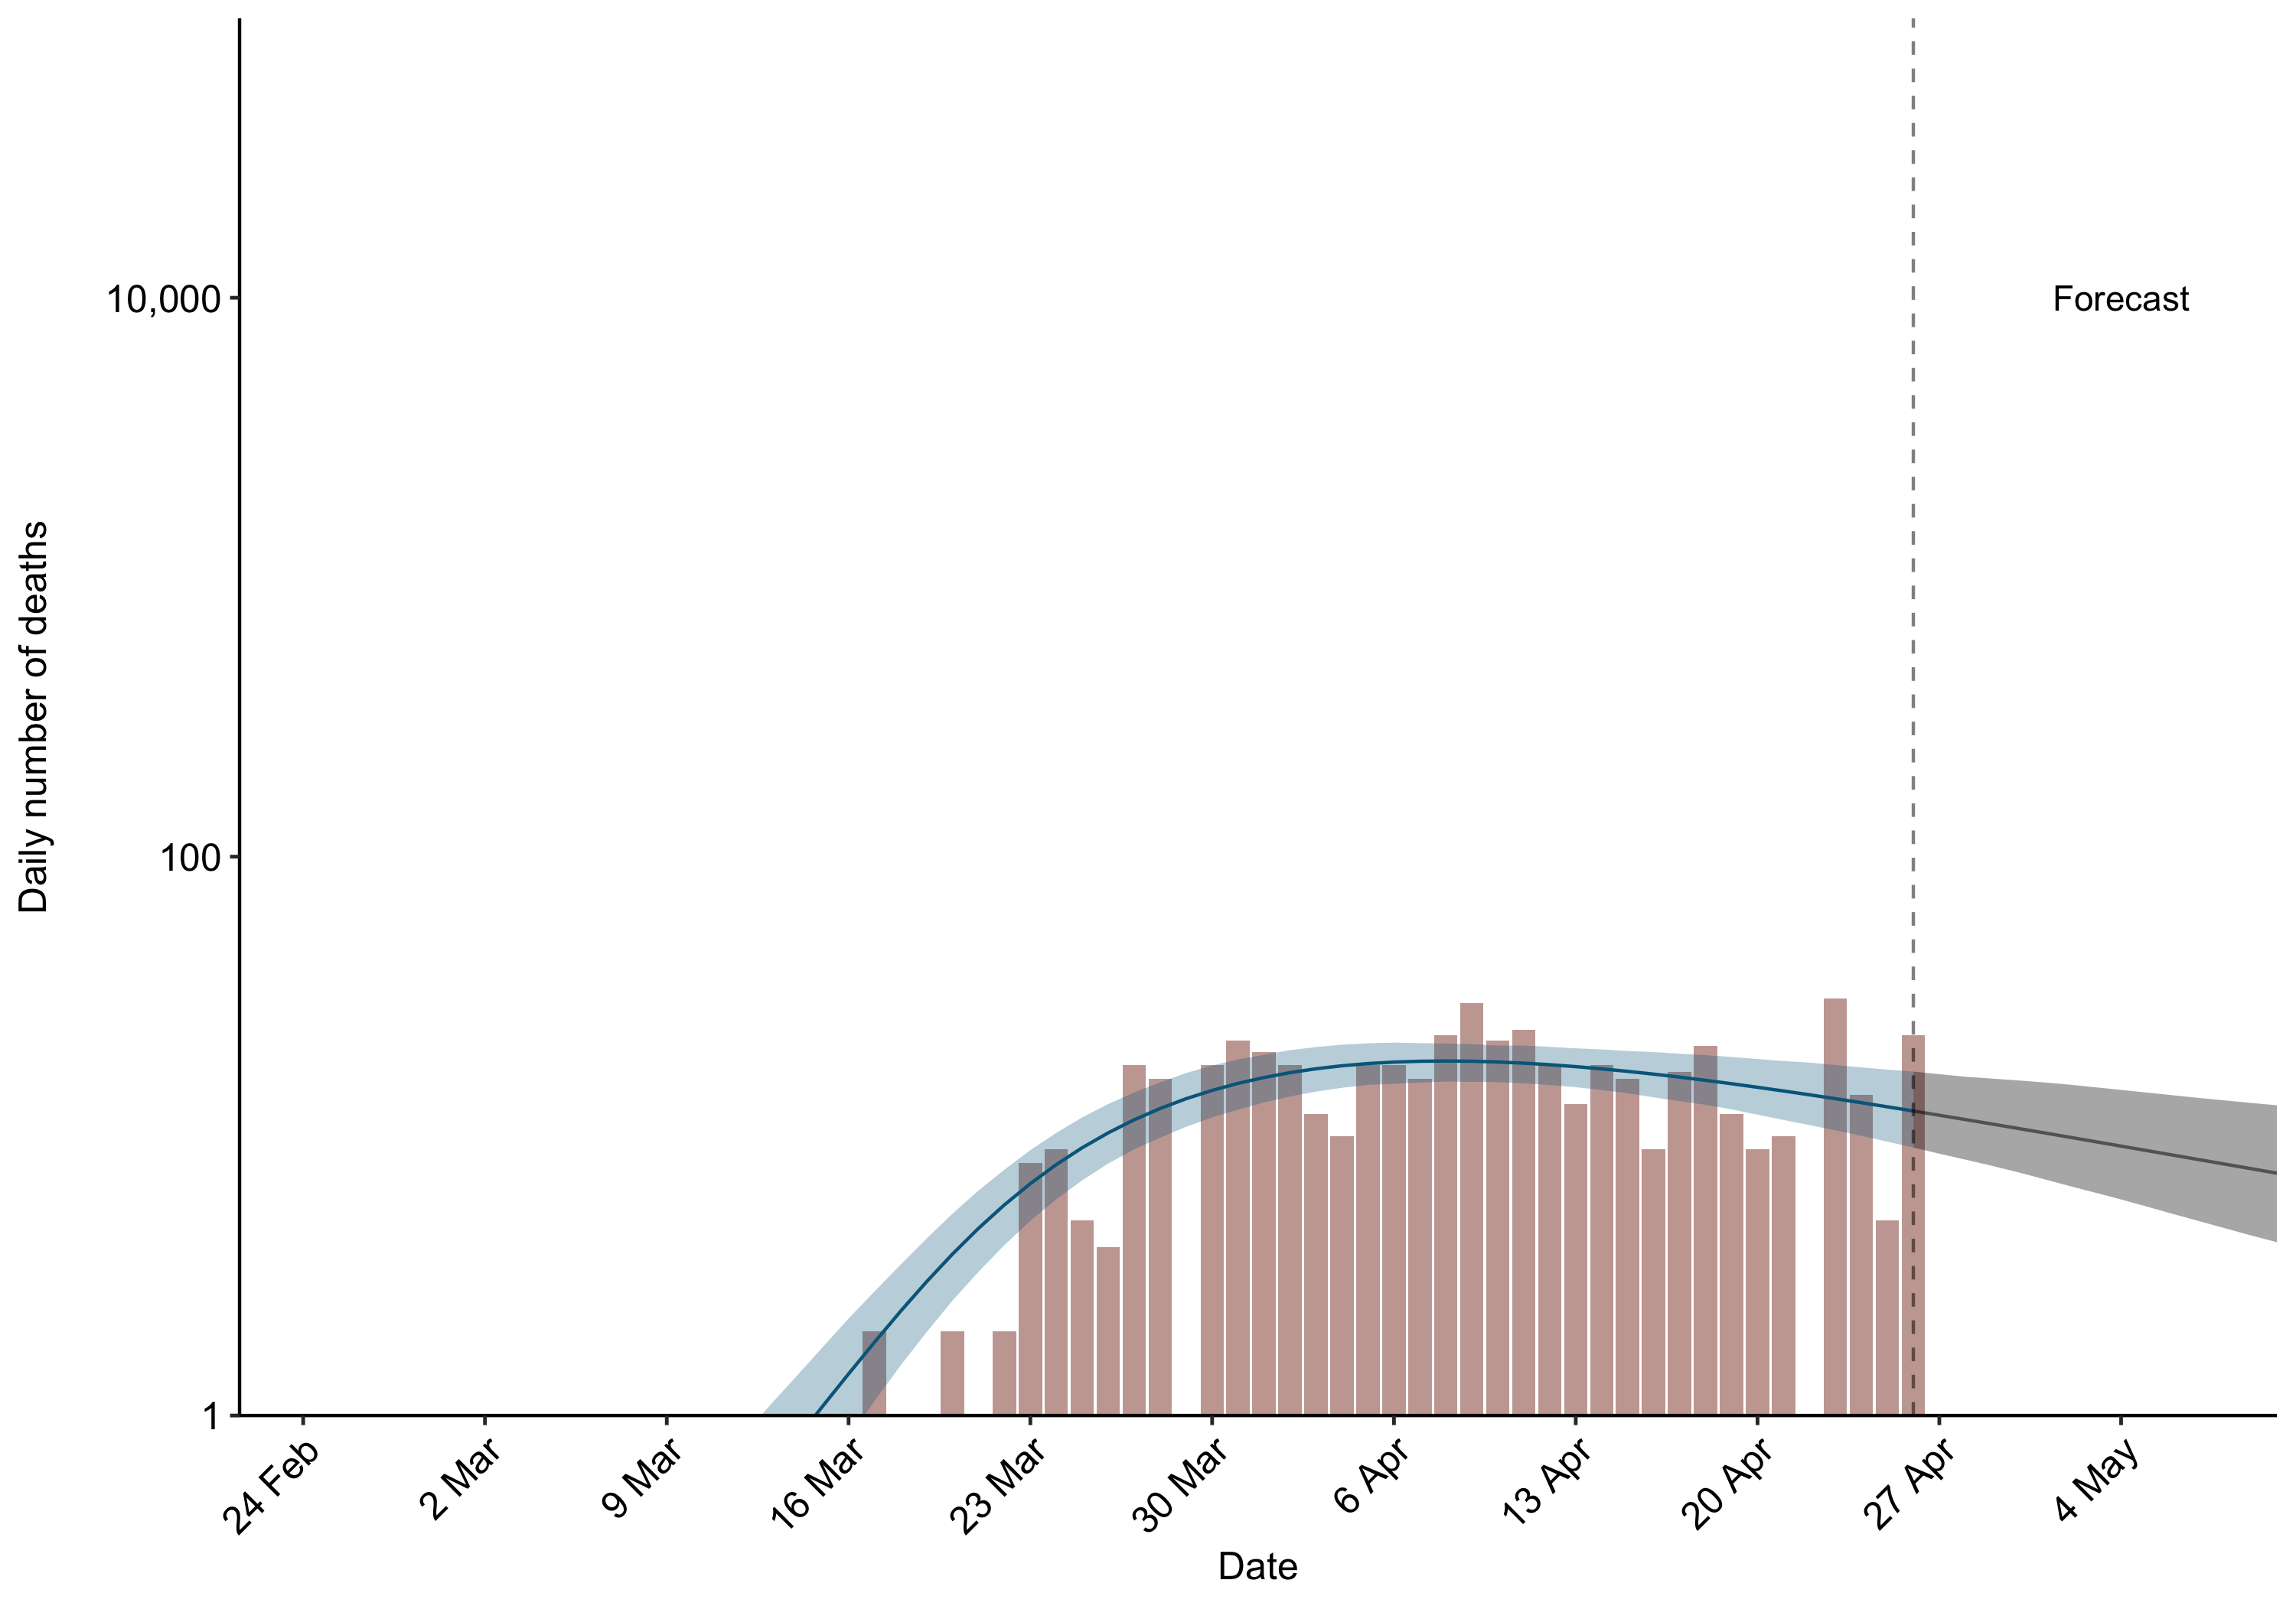 Daily number of deaths
10,000
100
1
Forecast
24 Feb
2 Mar
9 Mar
16 Mar
23 Mar
30 Mar
6 Apr
13 Apr
20 Apr
27 Apr
4 May
Date